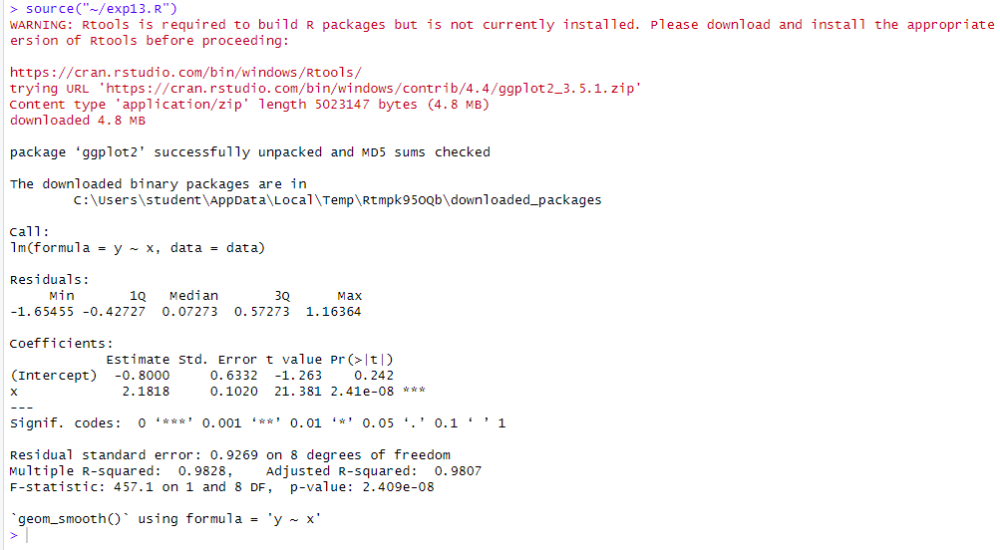 > source("~/exp13.R")
WARNING: Rtools is required to build R packages but is not currently installed. Please download and install the appropriate
ersion of Rtools before proceeding:
https://cran.rstudio.com/bin/windows/Rtools/
trying URL 'https://cran.rstudio.com/bin/windows/contrib/4.4/ggplot2_3.5.1.zip'
Content type 'application/zip' length 5023147 bytes (4.8 MB)
downloaded 4.8 MB
package ‘ggplot2’ successfully unpacked and MD5 sums checked
The downloaded binary packages are in
        C:\Users\student\AppData\Local\Temp\Rtmpk95OQb\downloaded_packages
Call:
lm(formula = y ~ x, data = data)
Residuals:
     Min       1Q   Median       3Q      Max
-1.65455 -0.42727  0.07273  0.57273  1.16364
Coefficients:
            Estimate Std. Error t value Pr(>|t|)
(Intercept)  -0.8000     0.6332  -1.263    0.242
x             2.1818     0.1020  21.381 2.41e-08 ***
---
Signif. codes:  0 ‘***’ 0.001 ‘**’ 0.01 ‘*’ 0.05 ‘.’ 0.1 ‘ ’ 1
Residual standard error: 0.9269 on 8 degrees of freedom
Multiple R-squared:  0.9828,    Adjusted R-squared:  0.9807
F-statistic: 457.1 on 1 and 8 DF,  p-value: 2.409e-08
`geom_smooth()` using formula = 'y ~ x'
>